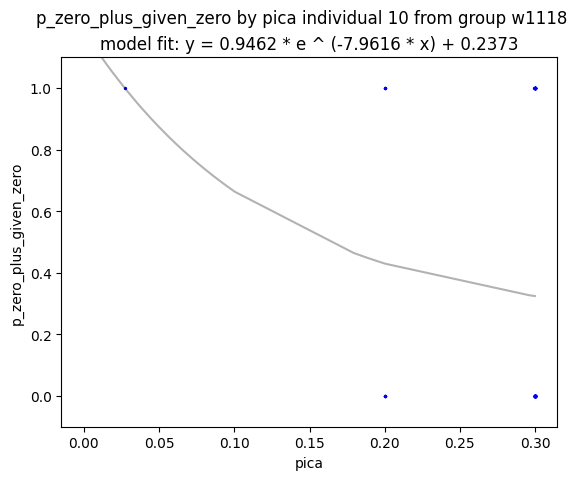 p_zero_plus_given_zero by pica individual 10 from group w1118
model fit: y = 0.9462 * e ^ (-7.9616 * x) + 0.2373
1.0
0.8
0.6
0.4
0.2
0.0
p_zero_plus_given_zero
0.00 0.05 0.10 0.15 0.20 0.25 0.30
pica